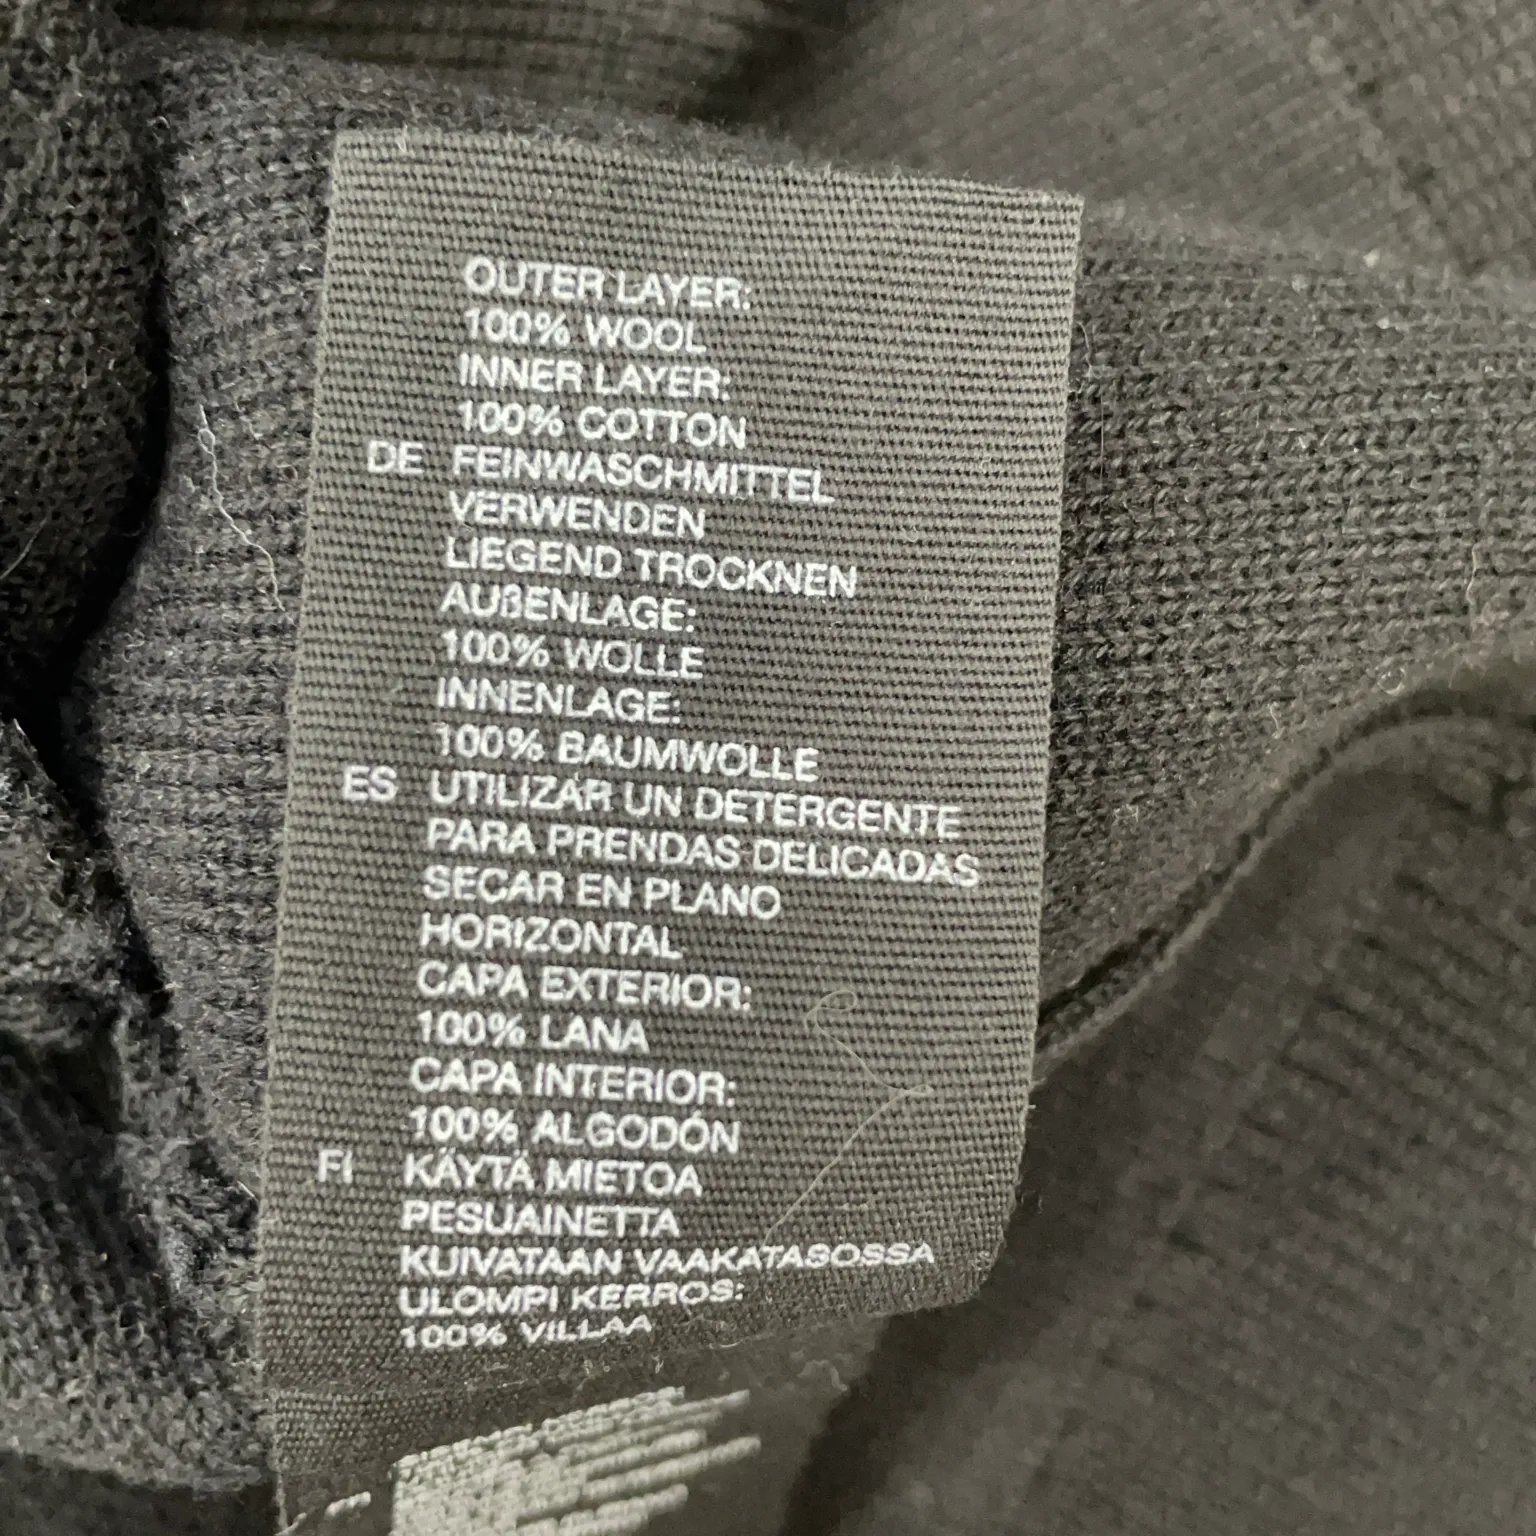 OUTER LAYER:
100% WOOL
INNER LAYER:
100% COTTON
DE FEINWASCHMITTEL
VERWENDEN
LIEGEND TROCKNEN
AUßENLAGE:
100% WOLLE
INNENLAGE:
100% BAUMWOLLE
ES UTILIZAR UN DETERGENTE
PARA PRENDAS DELICADAS
SECAR EN PLANO
HORIZONTAL
CAPA EXTERIOR:
100% LANA
CAPA INTERIOR:
100% ALGODÓN
FI KÄYTÄ MIETOA
PESUAINETTA
KUIVATAAN VAAKATASOSSA
ULOMPI KERROS:
100% VILLAA